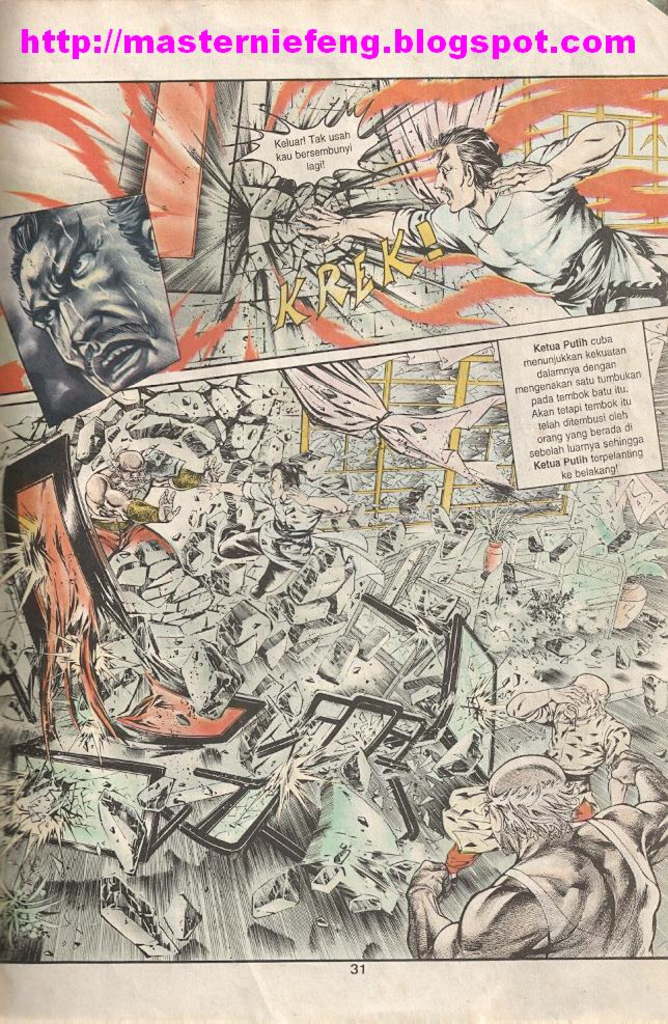 http://masterniefeng.blogspot.com
Keluar! Tak usah
kau bersembunyi
lagi!
KREK!
Ketua Putih cuba
menunjukkan kekuatan
dalamnya dengan
mengenakan satu tumbukan
pada tembok batu itu.
Akan tetapi tembok itu
telah ditembusi oleh
orang yang berada di
sebelah luarnya sehingga
Ketua Putih torpelanting
ke belakang!
31